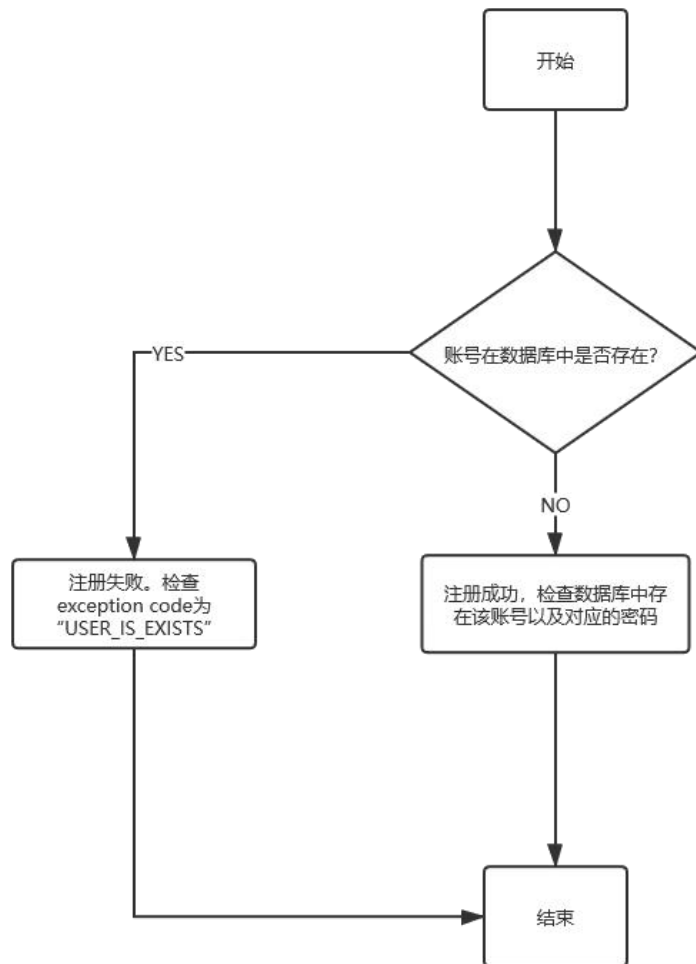 开始
账号在数据库中是否存在?
YES
NO
注册失败。检查
exception code为
“USER_IS_EXISTS”
注册成功，检查数据库中存
在该账号以及对应的密码
结束